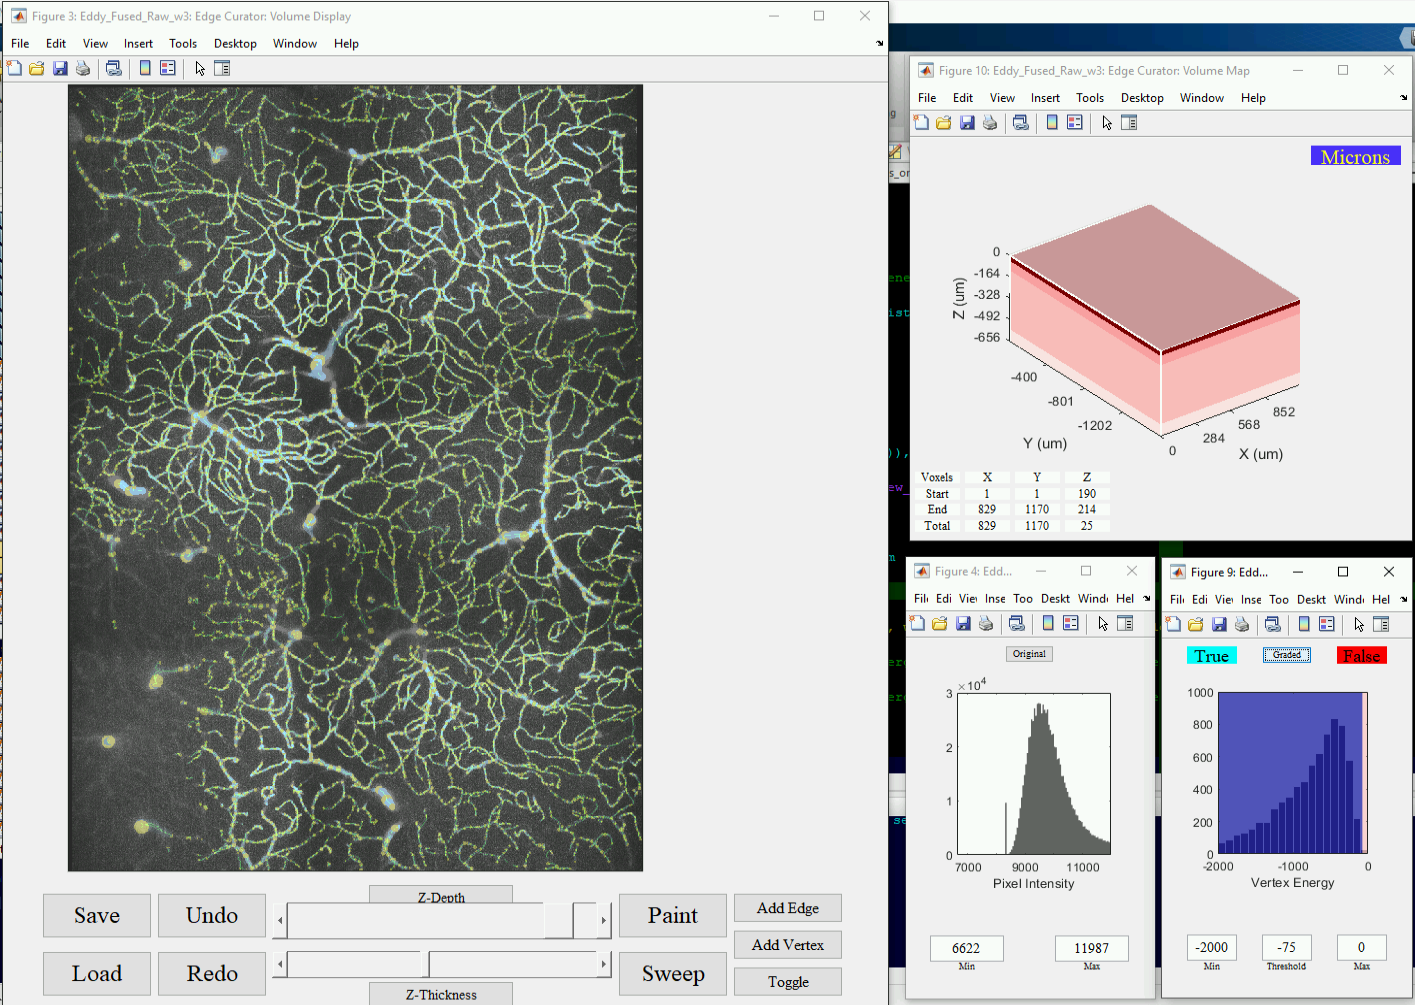 Figure 3: Eddy_Fused_Raw_w3: Edge Curator: Volume Display
File Edit View Insert Tools Desktop Window Help
Z-Depth
Save Undo Paint Add Edge
Add Vertex
Load Redo Sweep Toggle
Z-Thickness
Figure 10: Eddy_Fused_Raw_w3: Edge Curator: Volume Map
File Edit View Insert Tools Desktop Window Help
Microns
0
-164
-328
-492
-656
Z (um)
-400
-801
-1202
Y (um)
0
284
568
852
X (um)
Voxels X Y Z
Start 1 1 190
End 829 1170 214
Total 829 1170 25
Figure 4: Edd...
Fil Edi Vie Inse Too Deskt Wind Hel
Original
×10^4
3
2
1
0
7000 9000 11000
Pixel Intensity
6622 11987
Min Max
Figure 9: Edd...
Fil Edi Vie Inse Too Deskt Wind Hel
True Graded False
1000
800
600
400
200
0
-2000 -1000 0
Vertex Energy
-2000 -75 0
Min Threshold Max